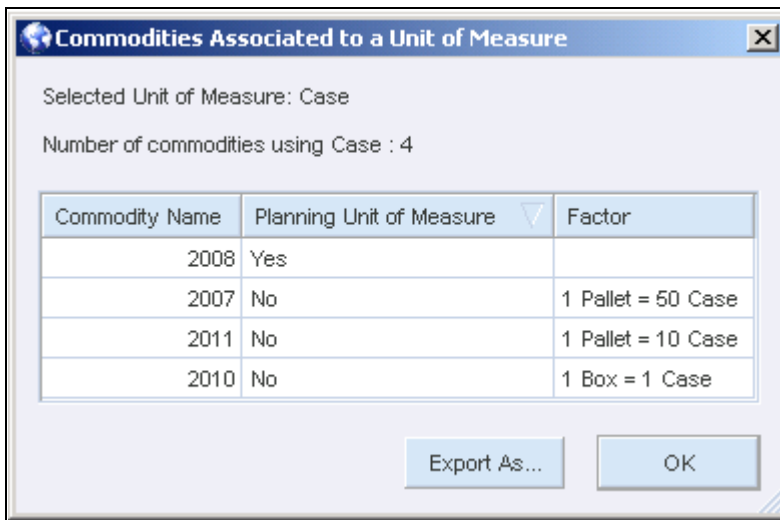 Commodities Associated to a Unit of Measure
Selected Unit of Measure: Case
Number of commodities using Case : 4
Commodity Name Planning Unit of Measure Factor
2008 Yes
2007 No 1 Pallet = 50 Case
2011 No 1 Pallet = 10 Case
2010 No 1 Box = 1 Case
Export As... OK